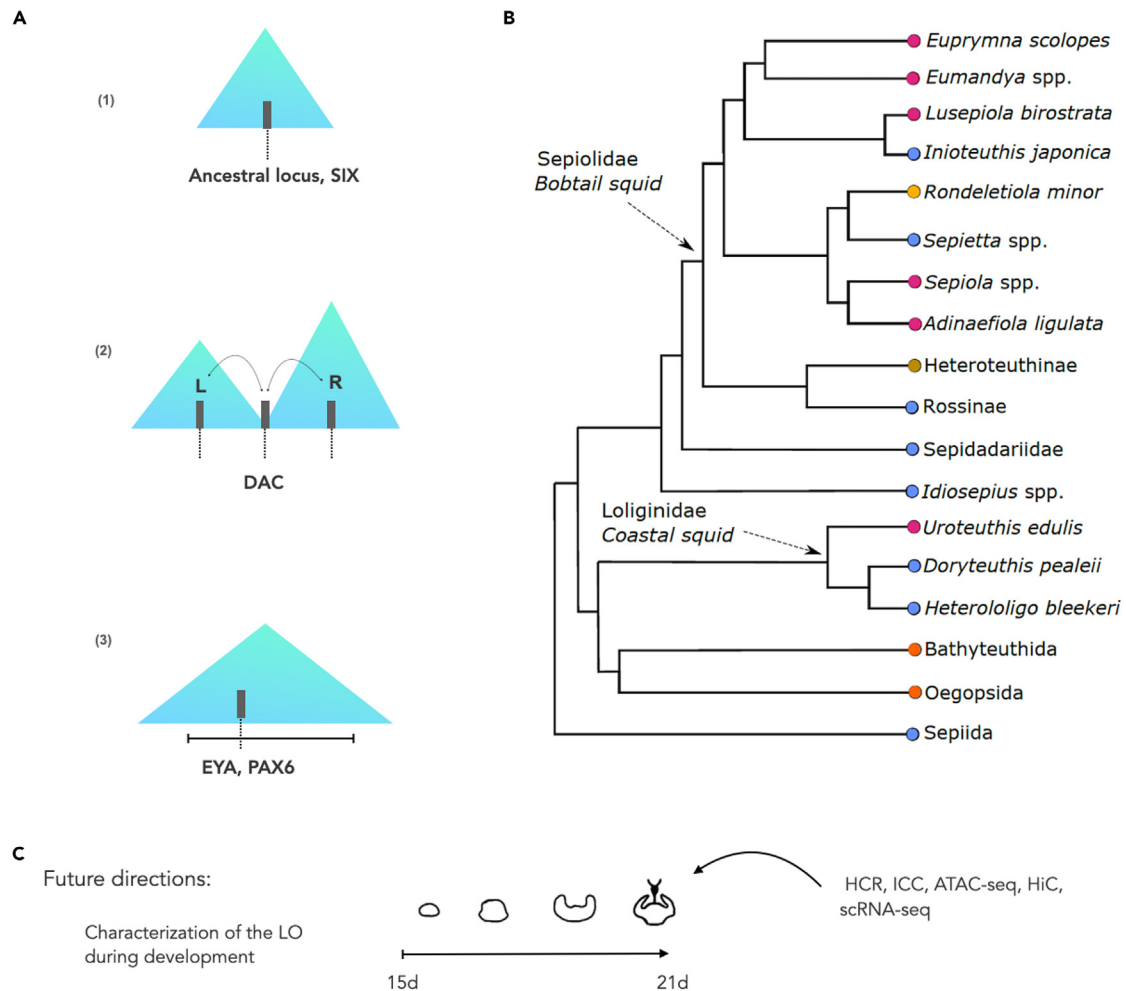 A
(1)
Ancestral locus, SIX
(2)
L
R
DAC
(3)
EYA, PAX6
B
Sepiolidae
Bobtail squid
Loliginidae
Coastal squid
Euprymna scolopes
Eumandya spp.
Lusepiola birostrata
Inioteuthis japonica
Rondeletiola minor
Sepietta spp.
Sepiola spp.
Adinaefiola ligulata
Heteroteuthinae
Rossinae
Sepidadariidae
Idiosepius spp.
Uroteuthis edulis
Doryteuthis pealeii
Heterololigo bleekeri
Bathyteuthida
Oegopsida
Sepiida
C
Future directions:
Characterization of the LO
during development
15d
21d
HCR, ICC, ATAC-seq, HiC,
scRNA-seq